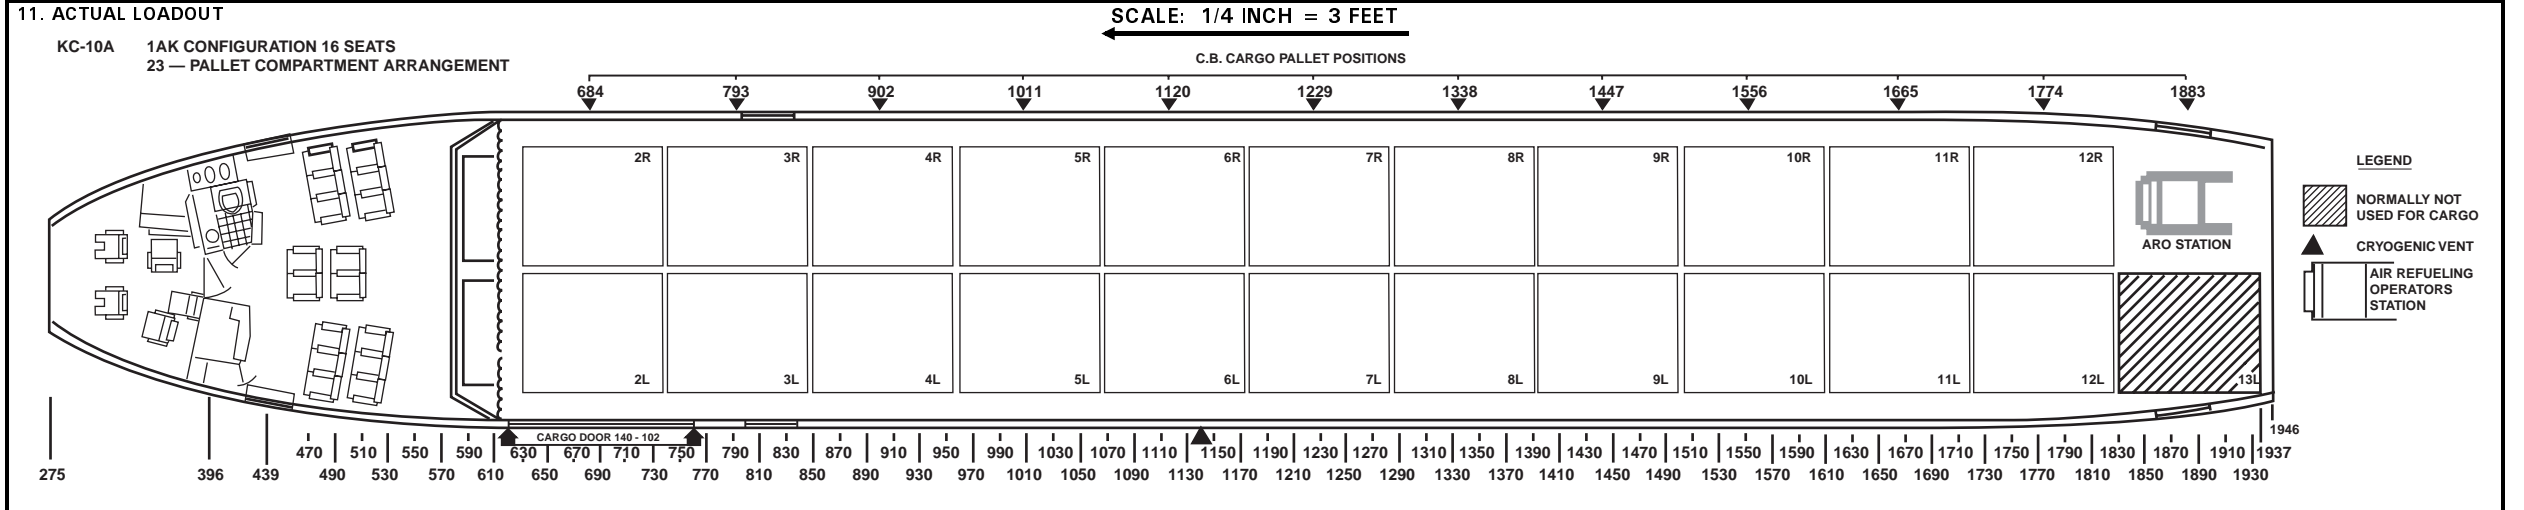 11. ACTUAL LOADOUT
SCALE: 1/4 INCH = 3 FEET
KC-10A 1AK CONFIGURATION 16 SEATS
23 — PALLET COMPARTMENT ARRANGEMENT
C.B. CARGO PALLET POSITIONS
684 793 902 1011 1120 1229 1338 1447 1556 1665 1774 1883
2R 3R 4R 5R 6R 7R 8R 9R 10R 11R 12R
ARO STATION
2L 3L 4L 5L 6L 7L 8L 9L 10L 11L 12L 13L
LEGEND
NORMALLY NOT
USED FOR CARGO
CRYOGENIC VENT
AIR REFUELING
OPERATORS
STATION
CARGO DOOR 140 - 102
1946
470 510 550 590 630 670 710 750 790 830 870 910 950 990 1030 1070 1110 1150 1190 1230 1270 1310 1350 1390 1430 1470 1510 1550 1590 1630 1670 1710 1750 1790 1830 1870 1910 1937
275 396 439 490 530 570 610 650 690 730 770 810 850 890 930 970 1010 1050 1090 1130 1170 1210 1250 1290 1330 1370 1410 1450 1490 1530 1570 1610 1650 1690 1730 1770 1810 1850 1890 1930